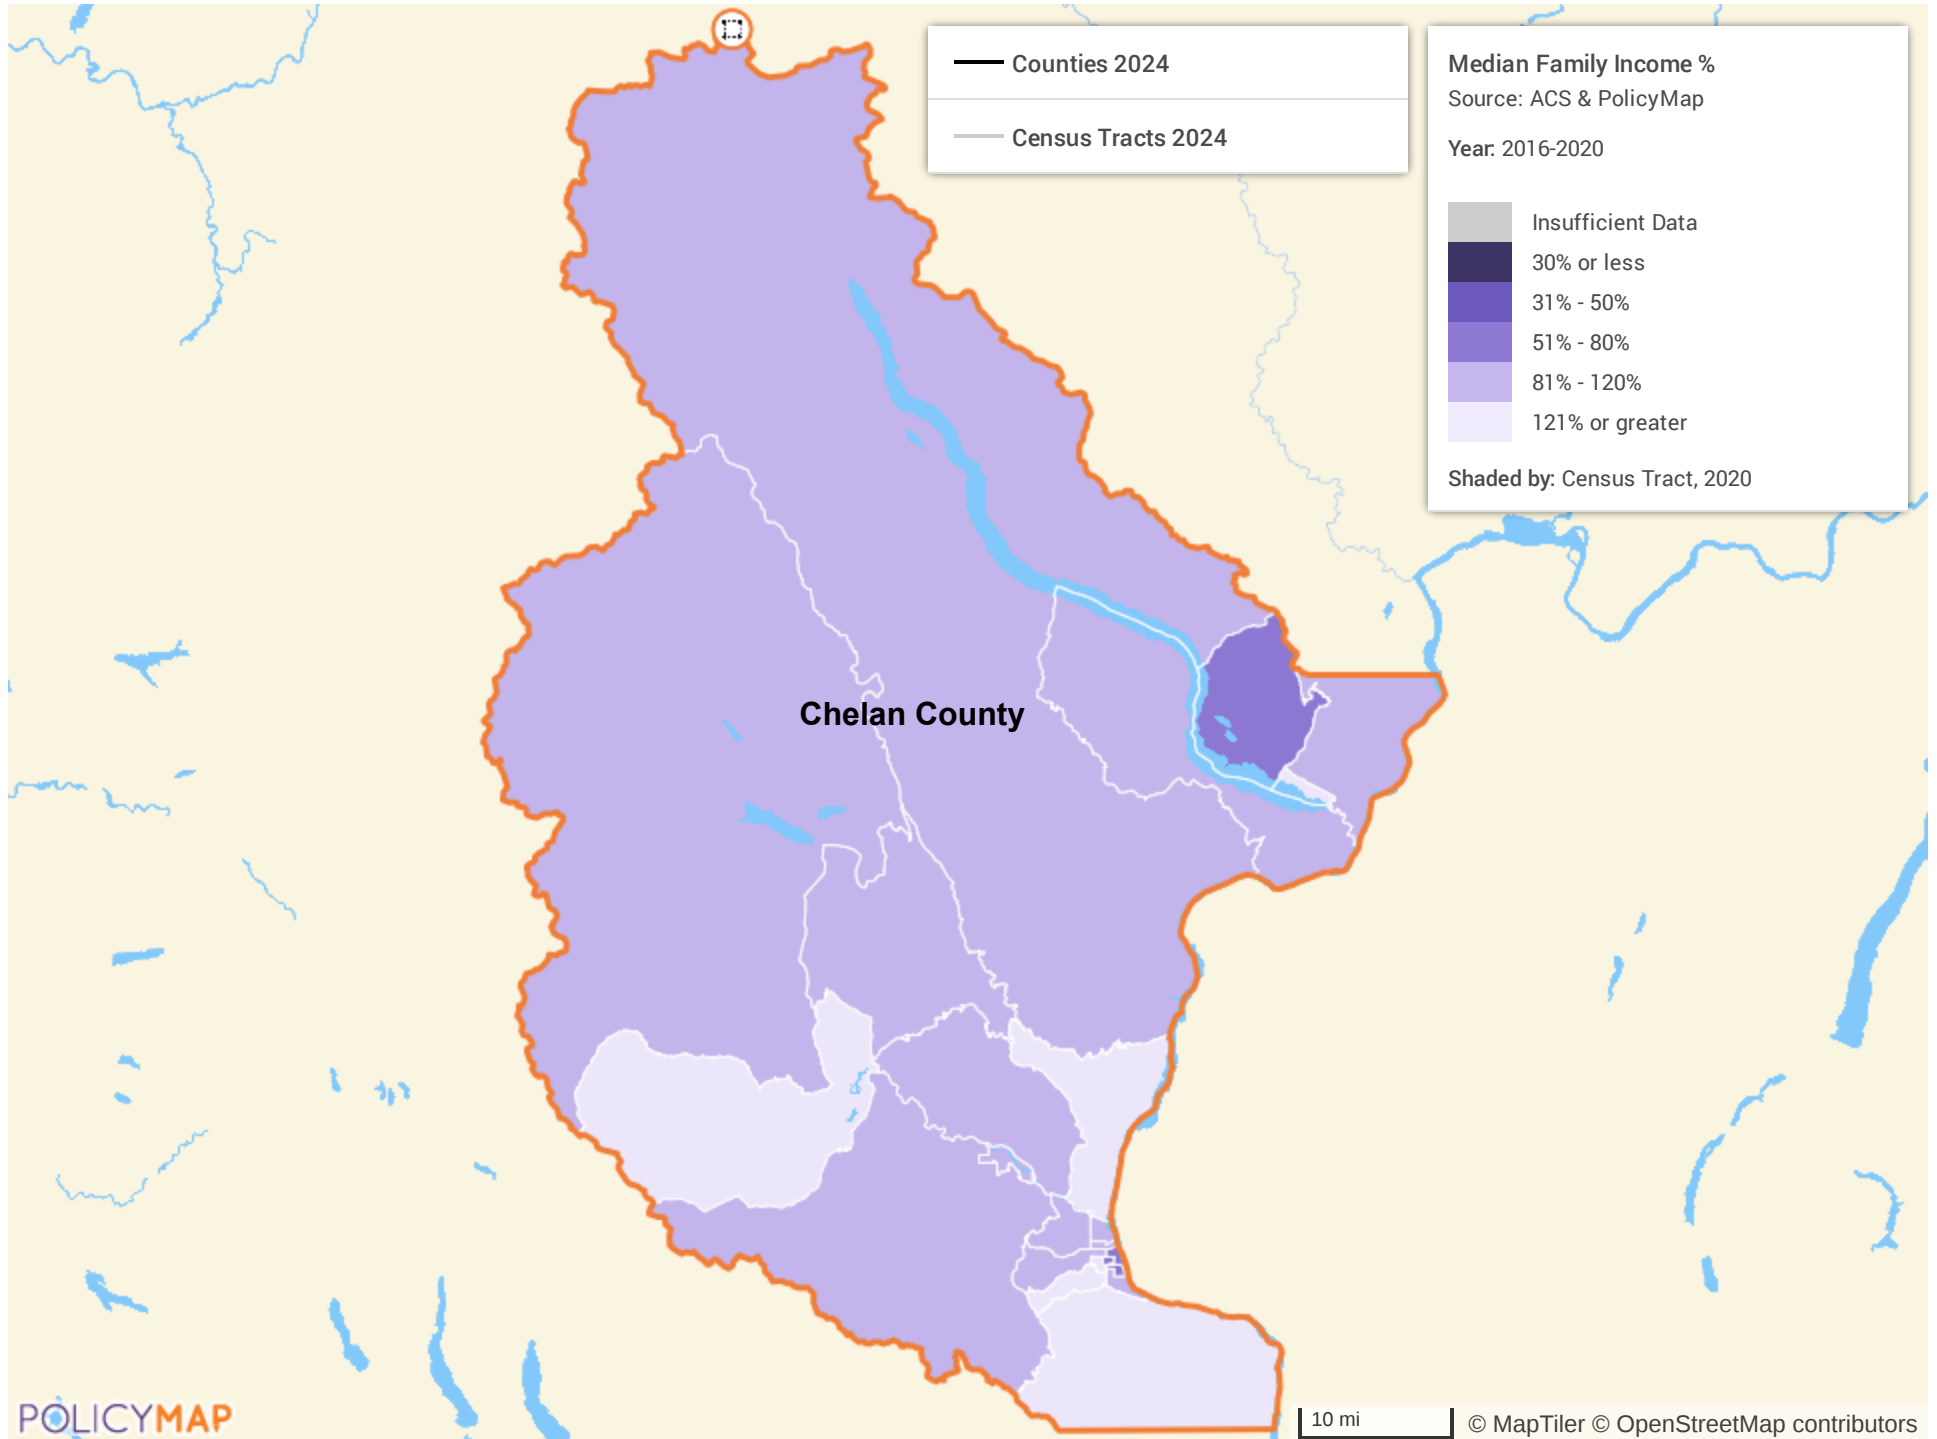 Counties 2024
Census Tracts 2024
Median Family Income %
Source: ACS & PolicyMap
Year: 2016-2020
Insufficient Data
30% or less
31% - 50%
51% - 80%
81% - 120%
121% or greater
Shaded by: Census Tract, 2020
Chelan County
POLICYMAP
10 mi
© MapTiler © OpenStreetMap contributors